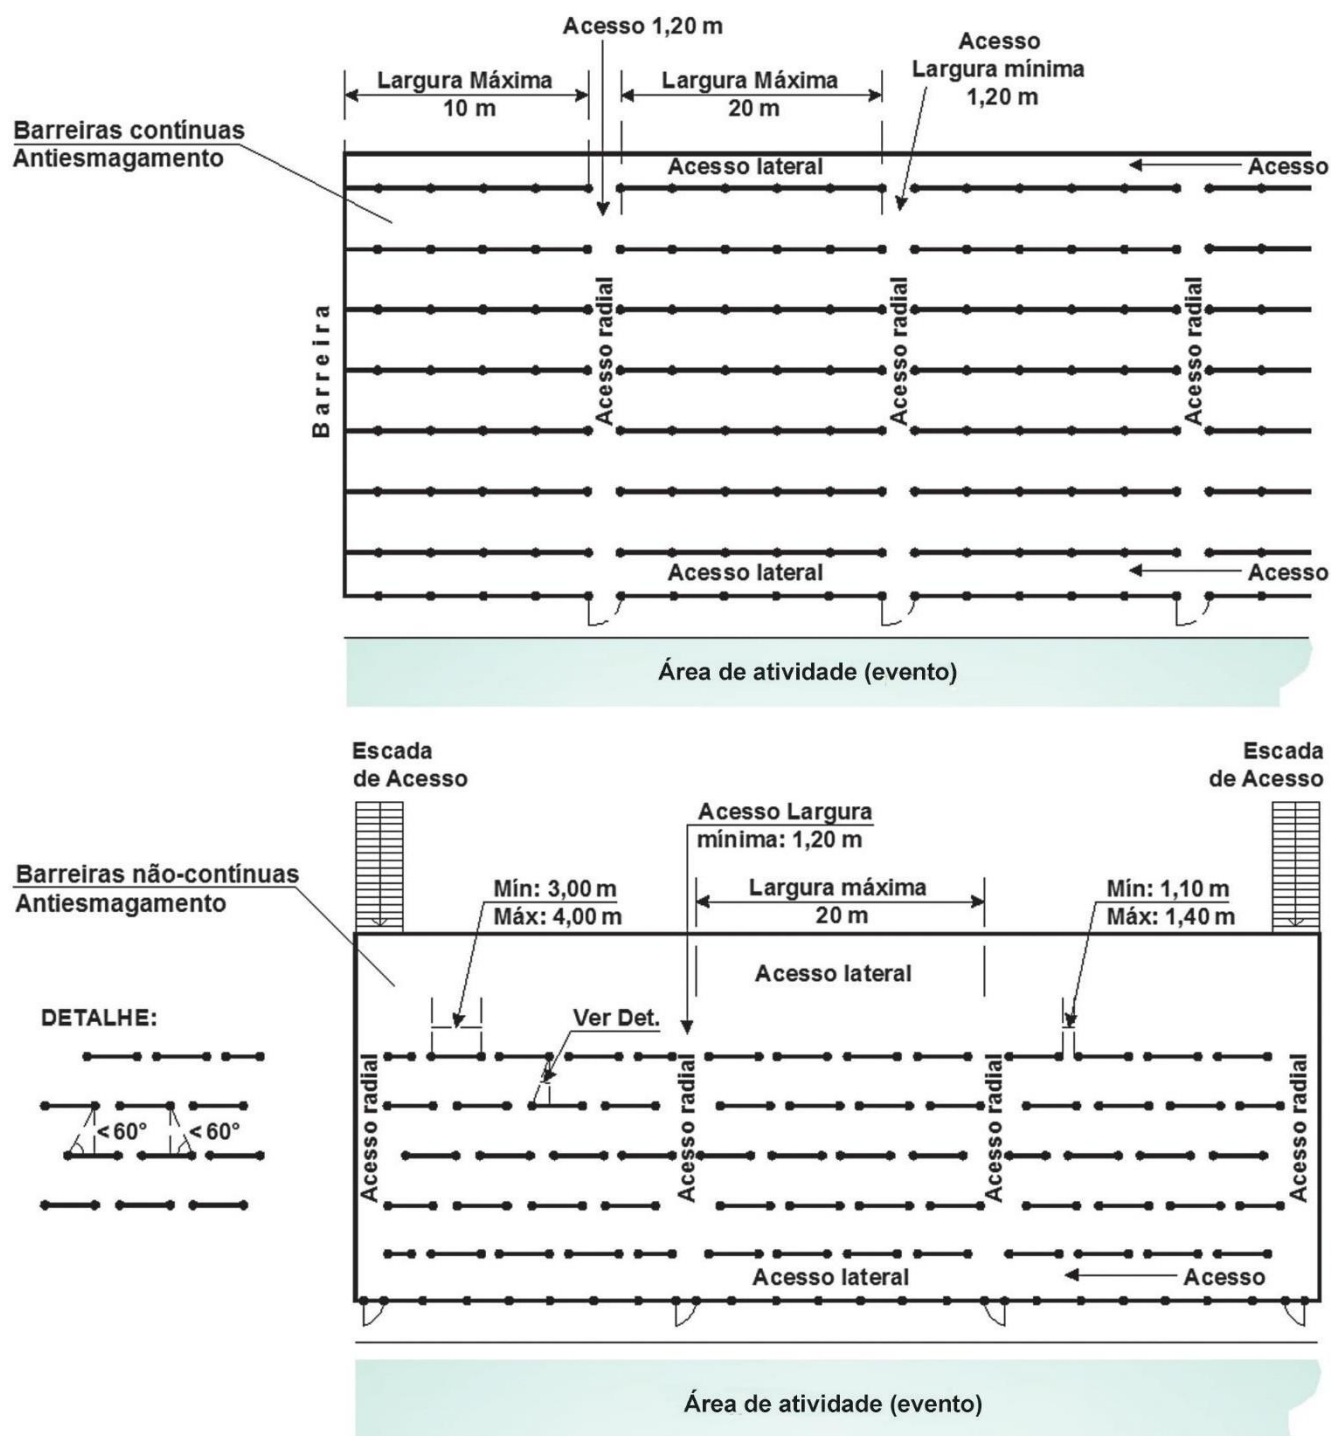 Acesso 1,20 m
Acesso
Largura mínima
1,20 m
Largura Máxima
10 m
Largura Máxima
20 m
Barreiras contínuas
Antiesmagamento
Acesso lateral
Acesso
Barreira
Acesso radial
Acesso radial
Acesso radial
Acesso lateral
Acesso
Área de atividade (evento)
Escada
de Acesso
Escada
de Acesso
Acesso Largura
mínima: 1,20 m
Barreiras não-contínuas
Antiesmagamento
Mín: 3,00 m
Máx: 4,00 m
Largura máxima
20 m
Mín: 1,10 m
Máx: 1,40 m
Acesso lateral
DETALHE:
Ver Det.
< 60°
< 60°
Acesso radial
Acesso radial
Acesso radial
Acesso radial
Acesso lateral
Acesso
Área de atividade (evento)